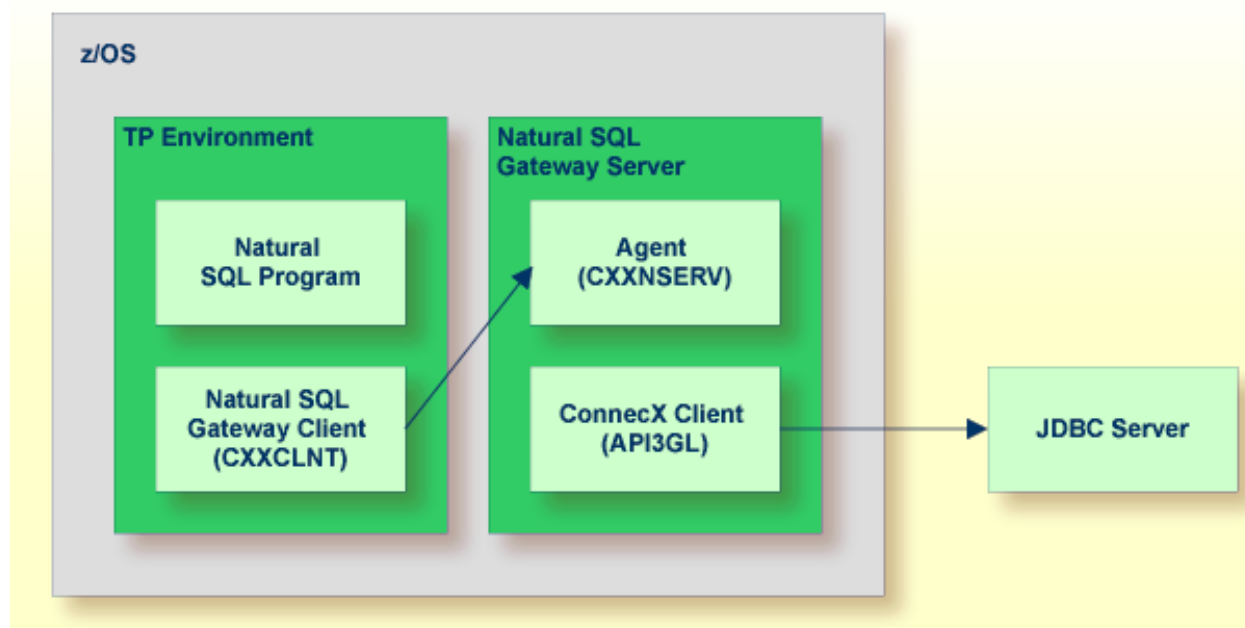 z/OS
TP Environment
Natural
SQL Program
Natural SQL
Gateway Client
(CXXCLNT)
Natural SQL
Gateway Server
Agent
(CXXNSERV)
ConnecX Client
(API3GL)
JDBC Server